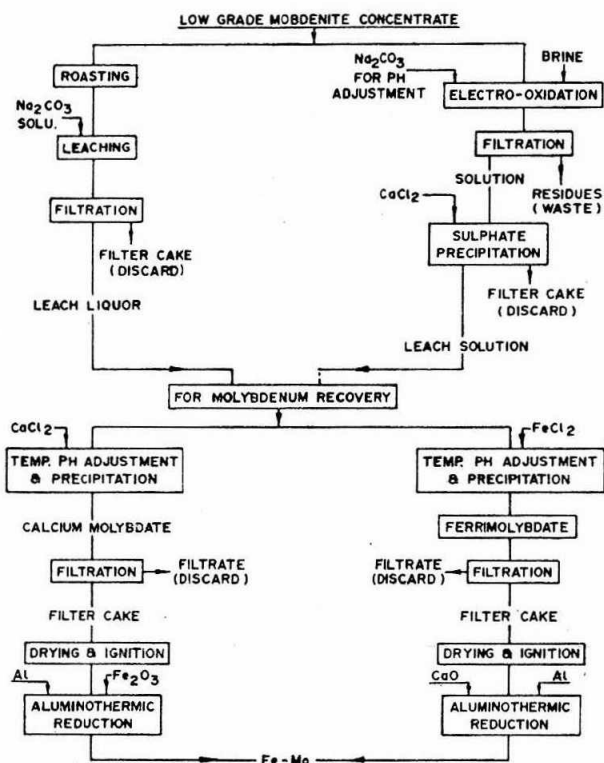 LOW GRADE MOBDENITE CONCENTRATE
ROASTING
Na2CO3
SOLU.
LEACHING
FILTRATION
FILTER CAKE
(DISCARD)
LEACH LIQUOR
Na2CO3
FOR PH
ADJUSTMENT
BRINE
ELECTRO-OXIDATION
FILTRATION
SOLUTION
RESIDUES
(WASTE)
CaCl2
SULPHATE
PRECIPITATION
FILTER CAKE
(DISCARD)
LEACH SOLUTION
FOR MOLYBDENUM RECOVERY
CaCl2
TEMP. PH ADJUSTMENT
& PRECIPITATION
CALCIUM MOLYBDATE
FILTRATION
FILTRATE
(DISCARD)
FILTER CAKE
DRYING & IGNITION
Al
Fe2O3
ALUMINOTHERMIC
REDUCTION
FeCl2
TEMP. PH ADJUSTMENT
& PRECIPITATION
FERRIMOLYBDATE
FILTRATE
(DISCARD)
FILTRATION
FILTER CAKE
DRYING & IGNITION
CaO
Al
ALUMINOTHERMIC
REDUCTION
Fe-Mo